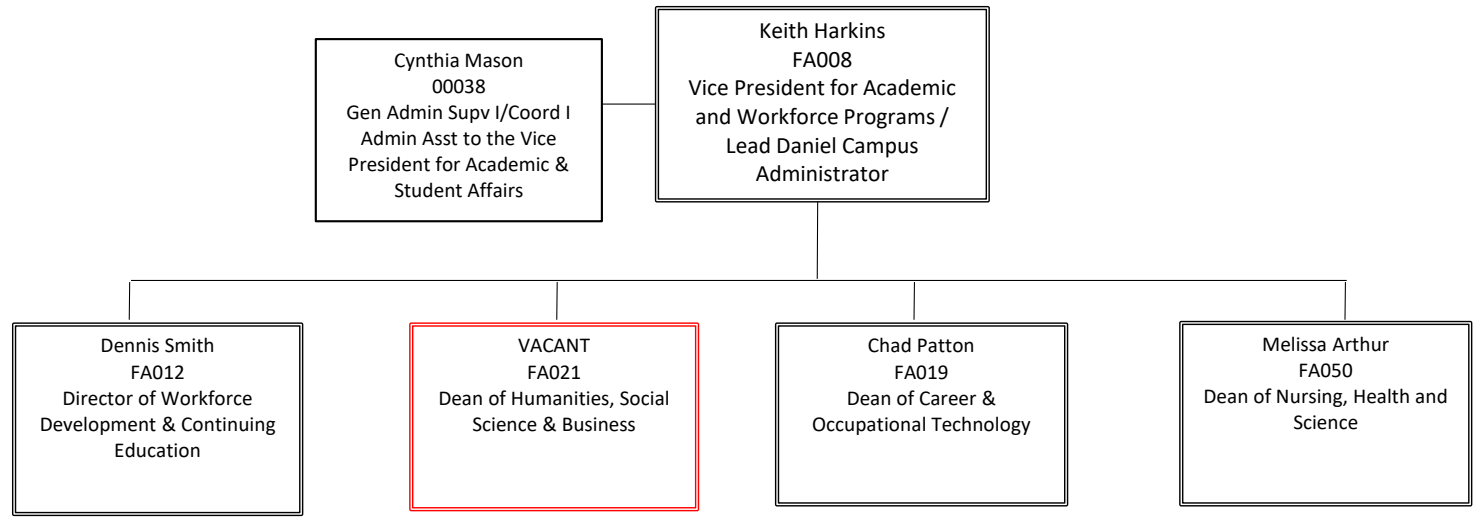 Keith Harkins
FA008
Vice President for Academic
and Workforce Programs /
Lead Daniel Campus
Administrator
Cynthia Mason
00038
Gen Admin Supv I/Coord I
Admin Asst to the Vice
President for Academic &
Student Affairs
Dennis Smith
FA012
Director of Workforce
Development & Continuing
Education
VACANT
FA021
Dean of Humanities, Social
Science & Business
Chad Patton
FA019
Dean of Career &
Occupational Technology
Melissa Arthur
FA050
Dean of Nursing, Health and
Science